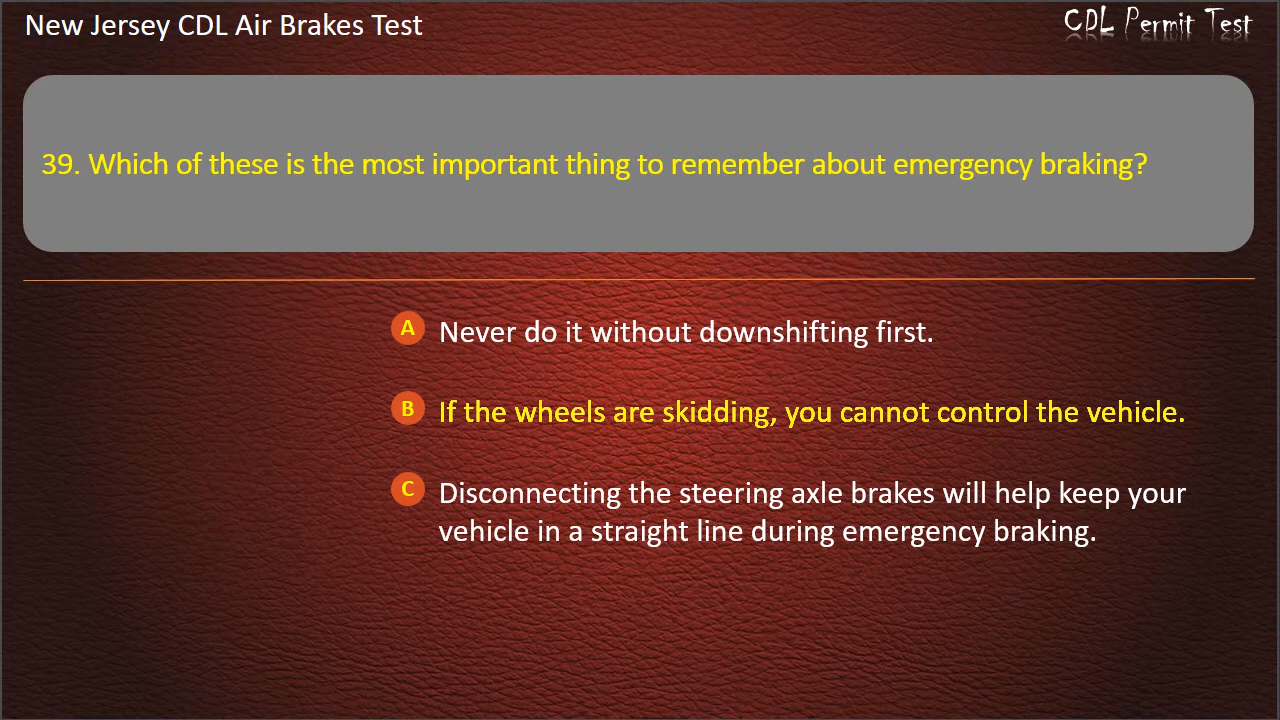 New Jersey CDL Air Brakes Test
CDL Permit Test
39. Which of these is the most important thing to remember about emergency braking?
A Never do it without downshifting first.
B If the wheels are skidding, you cannot control the vehicle.
C Disconnecting the steering axle brakes will help keep your
vehicle in a straight line during emergency braking.